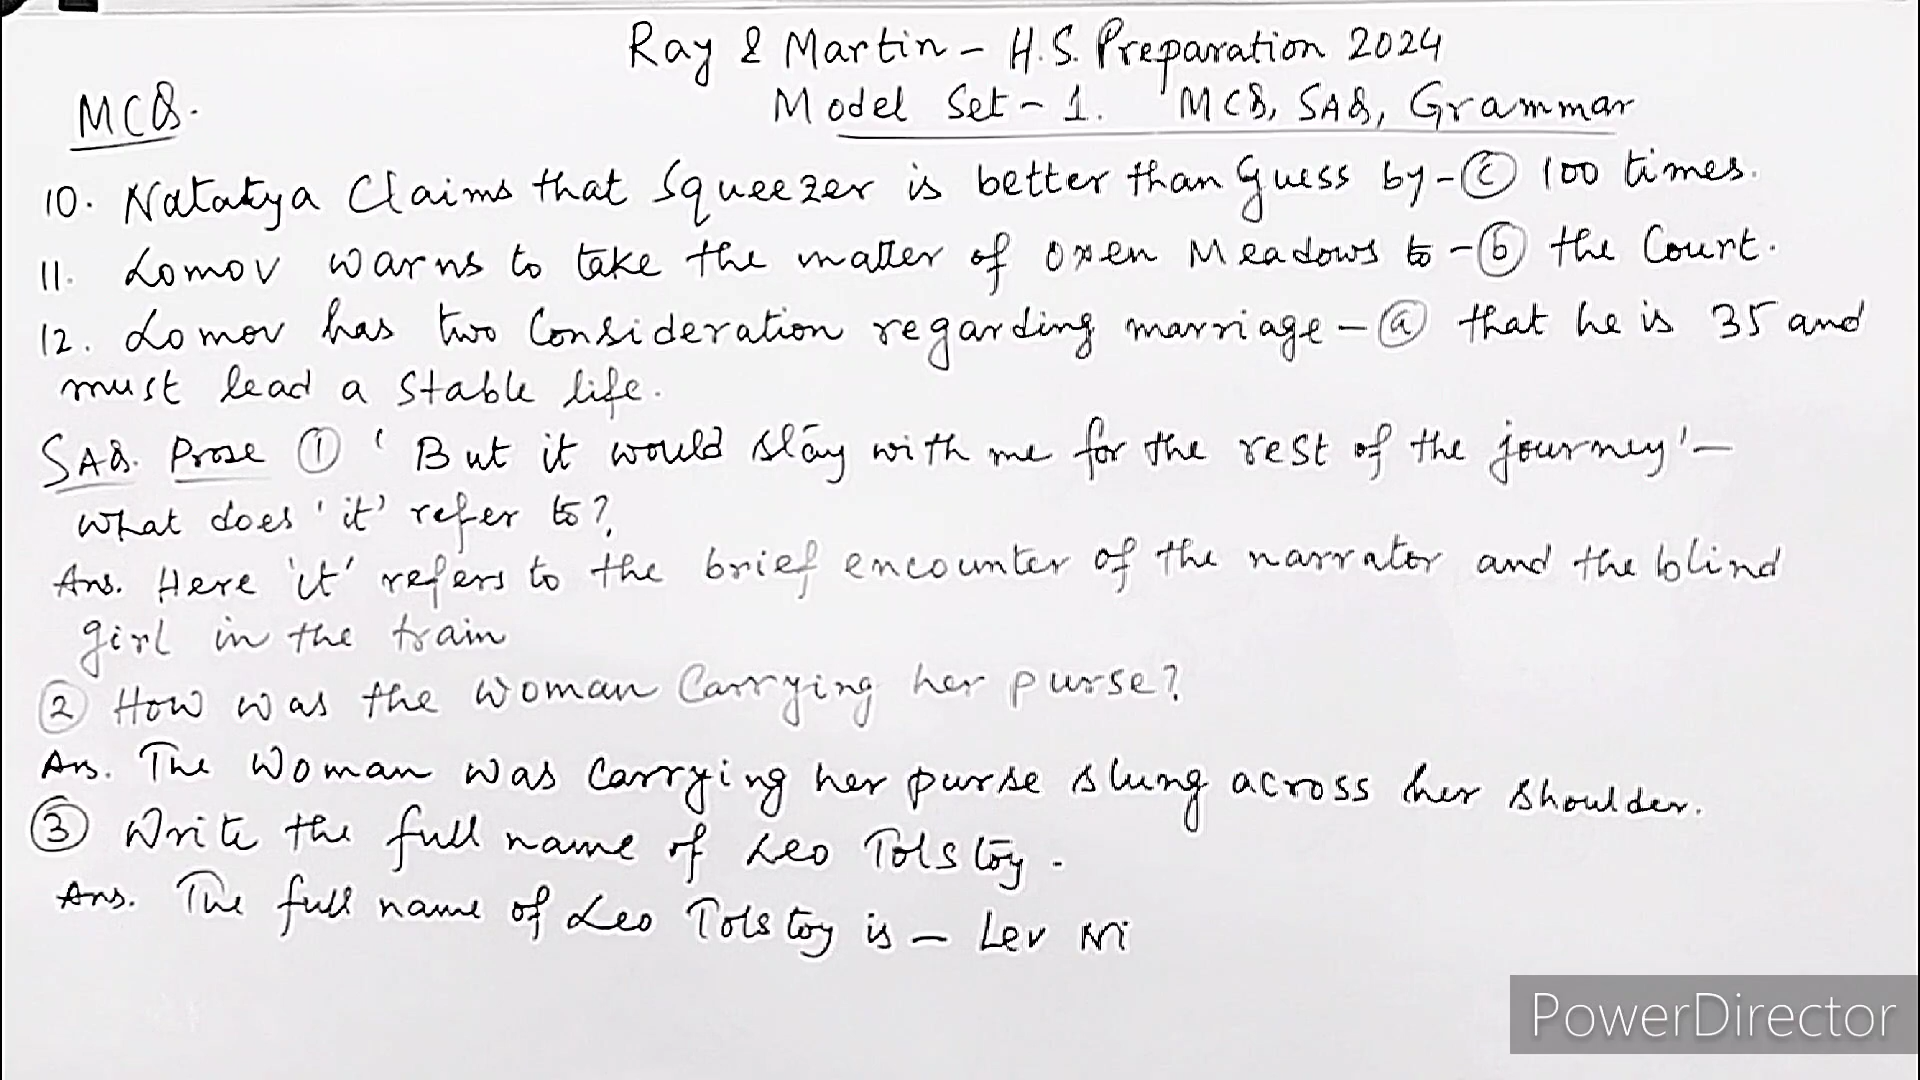 Ray & Martin - H.S. Preparation 2024
MCQ.
Model Set - 1. MCQ, SAQ, Grammar
10. Natalya Claims that Squeezer is better than Guess by - ⓒ 100 times.
11. Lomov warns to take the matter of Oxen Meadows to - ⓑ the Court.
12. Lomov has two Consideration regarding marriage - ⓐ that he is 35 and
must lead a stable life.
SAQ. Prose ① 'But it would stay with me for the rest of the journey' -
What does 'it' refer to?
Ans. Here 'it' refers to the brief encounter of the narrator and the blind
girl in the train
② How was the woman Carrying her purse?
Ans. The Woman was Carrying her purse slung across her shoulder.
③ Write the full name of Leo Tolstoy.
Ans. The full name of Leo Tolstoy is - Lev Ni
PowerDirector